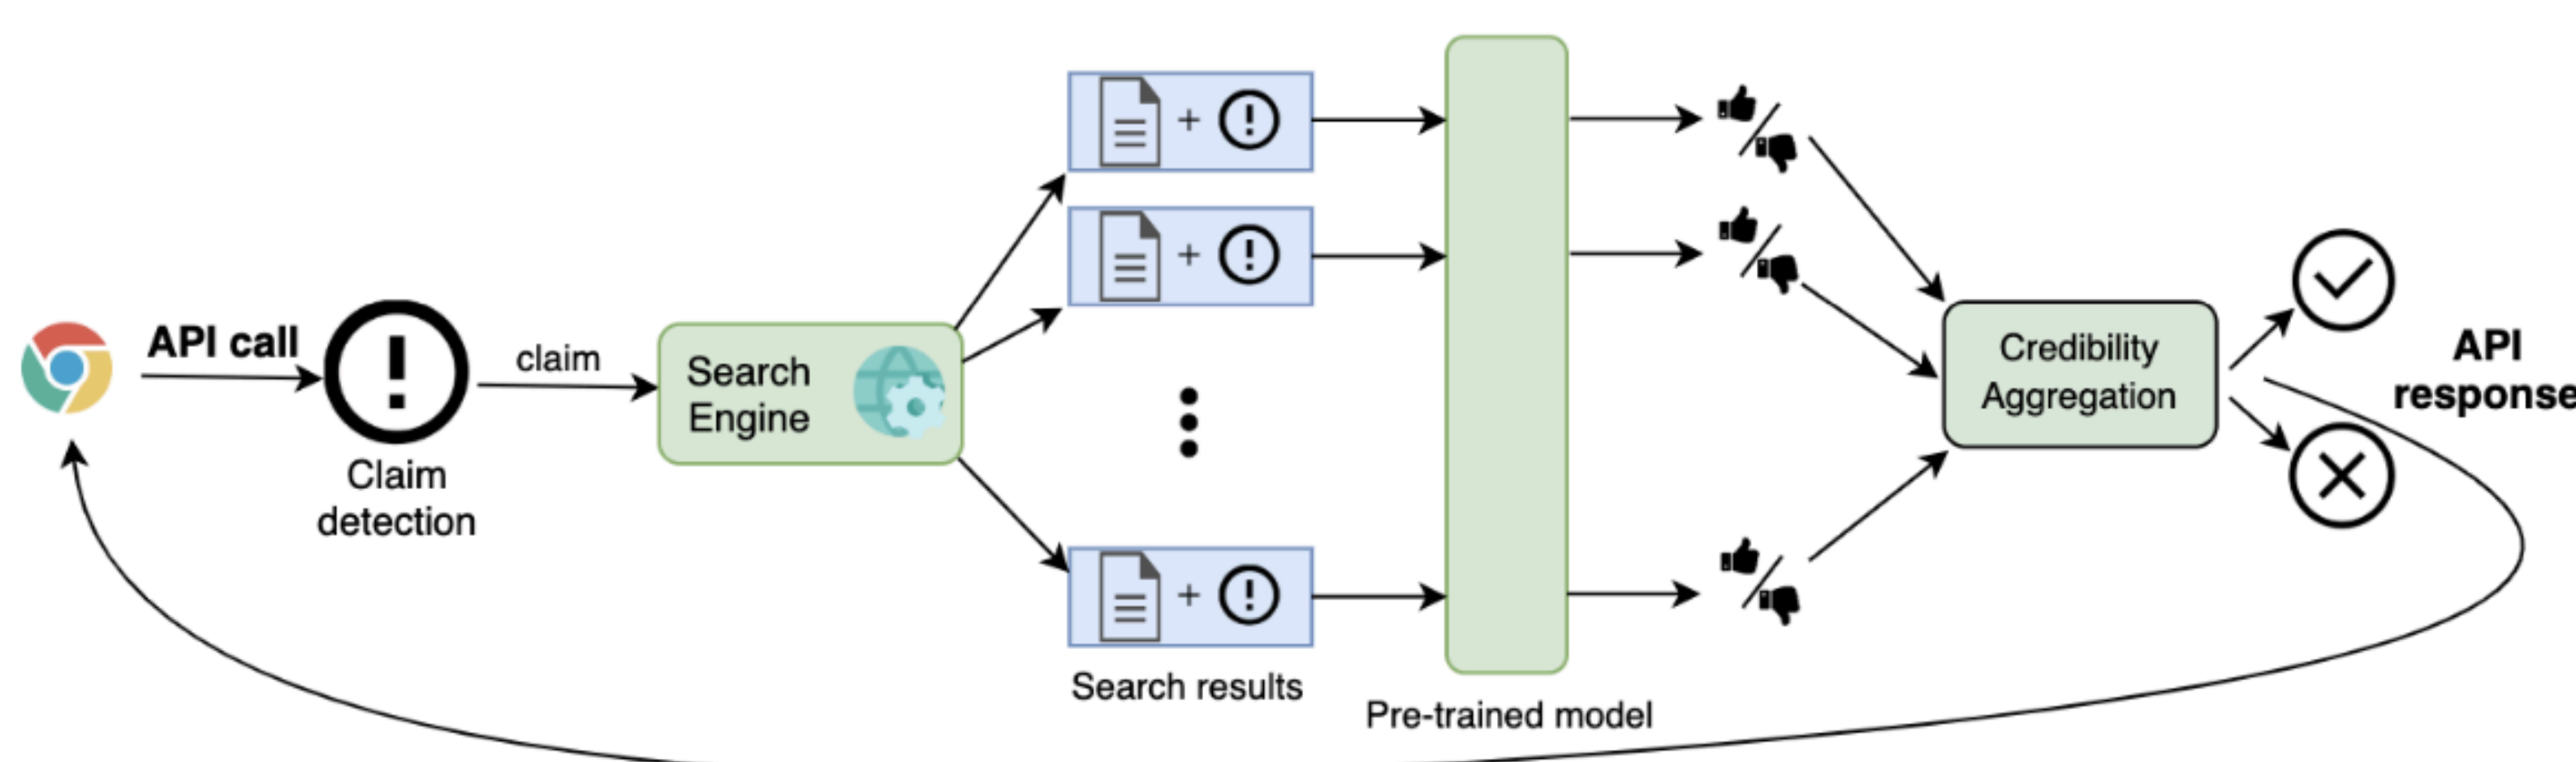 API call
Claim
detection
claim
Search
Engine
+
+
+
Search results
Pre-trained model
Credibility
Aggregation
API
response